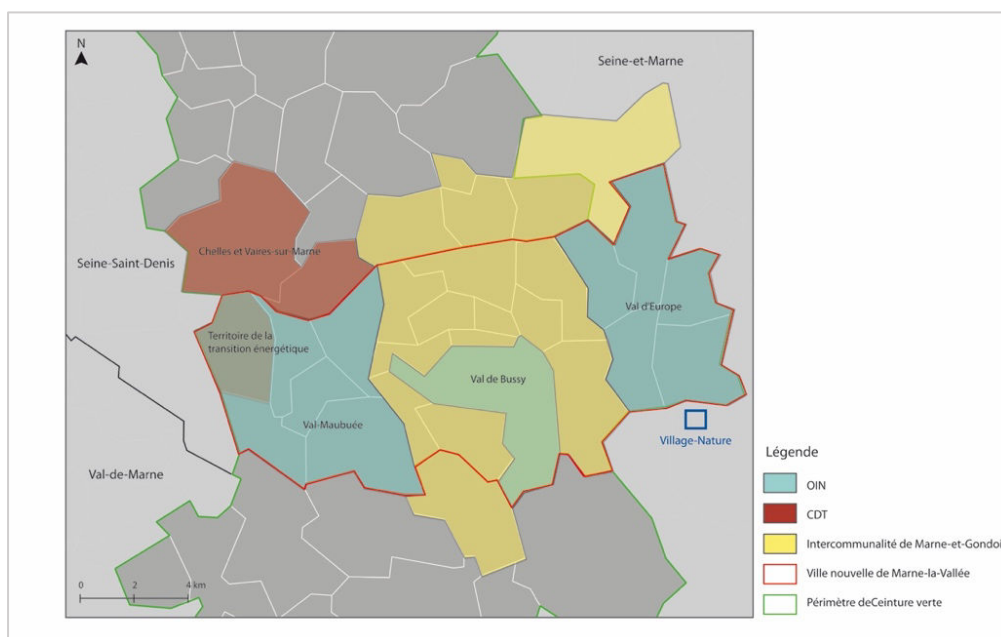 N
Seine-et-Marne
Chelles et Vaires-sur-Marne
Seine-Saint-Denis
Val d'Europe
Territoire de la
transition énergétique
Val de Bussy
Val-Maubuée
Village-Nature
Val-de-Marne
Légende
OIN
CDT
Intercommunalité de Marne-et-Gondoi
Ville nouvelle de Marne-la-Vallée
Périmètre deCeinture verte
0 2 4 km